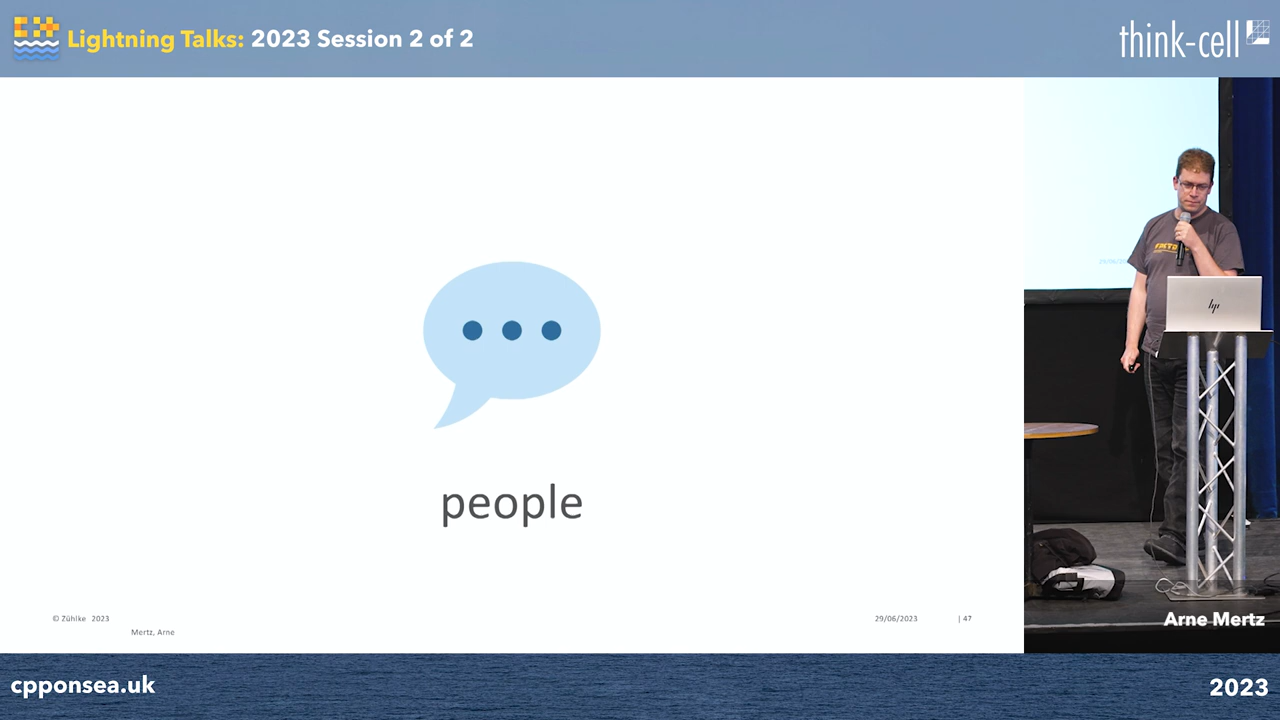 Lightning Talks: 2023 Session 2 of 2
think-cell
people
© Zühlke 2023
Mertz, Arne
29/06/2023 | 47
hp
Arne Mertz
cpponsea.uk
2023